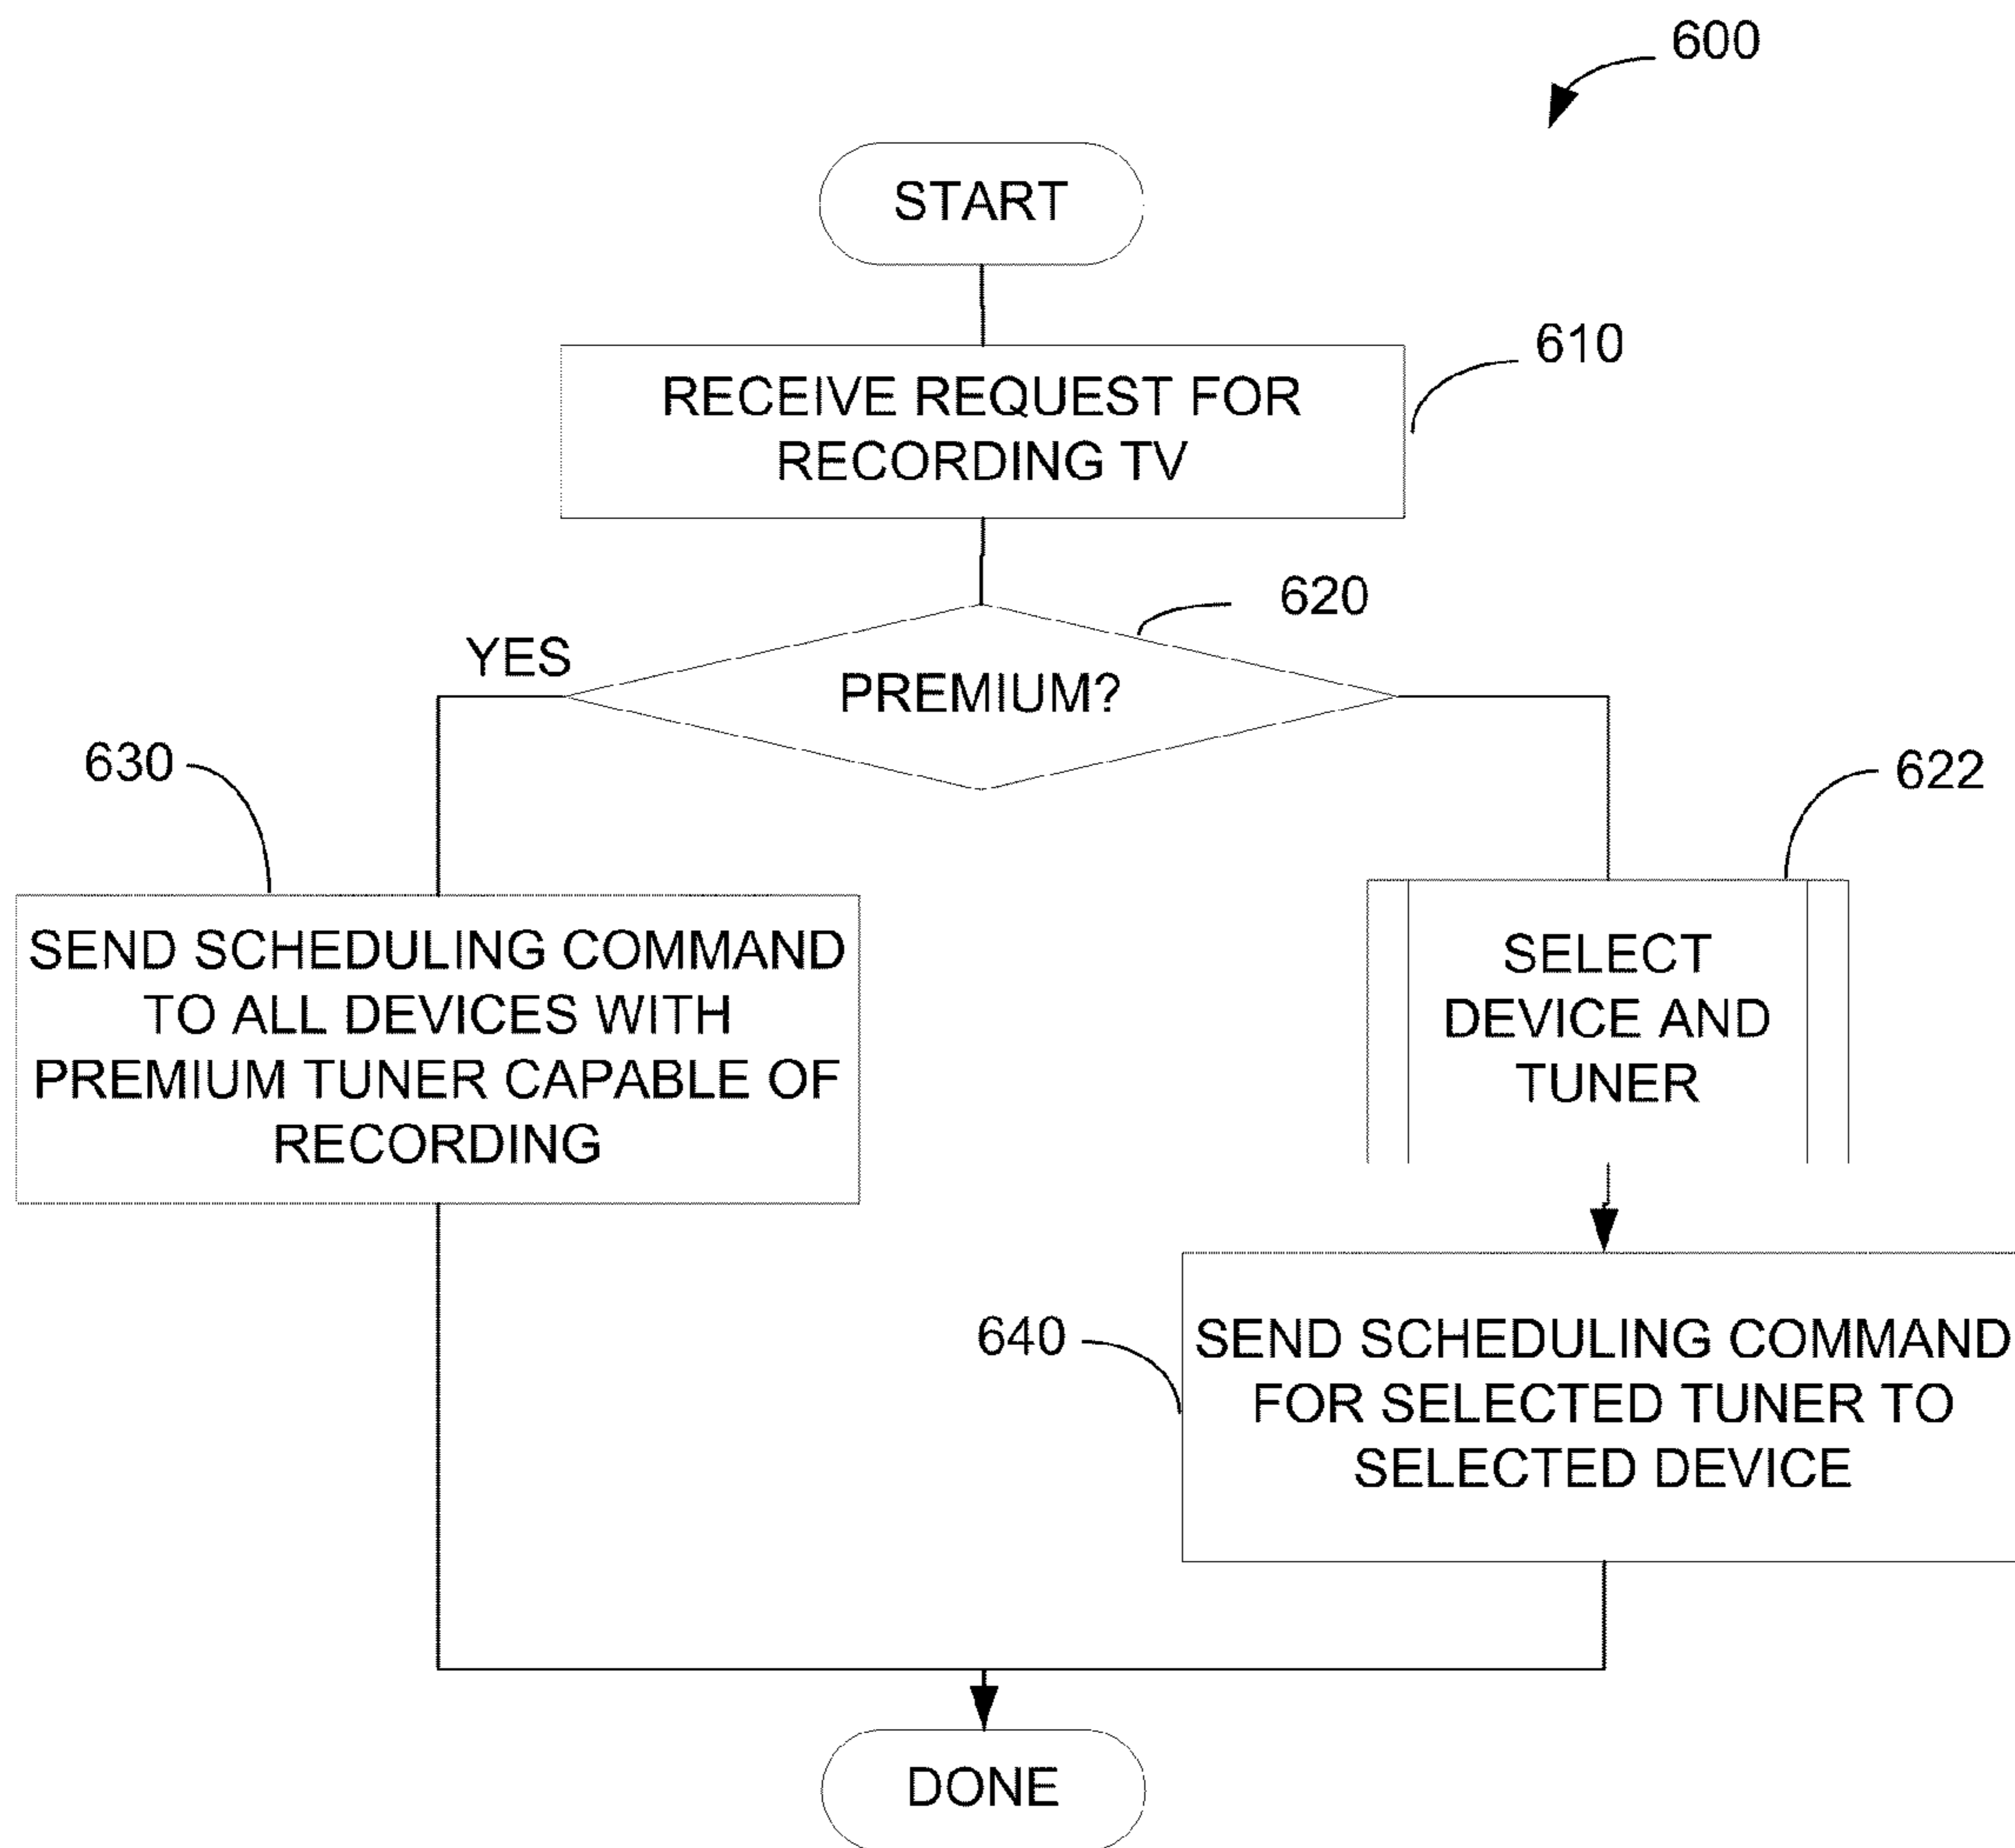 600
START
RECEIVE REQUEST FOR
RECORDING TV
610
620
YES
PREMIUM?
630
622
SEND SCHEDULING COMMAND
TO ALL DEVICES WITH
PREMIUM TUNER CAPABLE OF
RECORDING
SELECT
DEVICE AND
TUNER
640
SEND SCHEDULING COMMAND
FOR SELECTED TUNER TO
SELECTED DEVICE
DONE